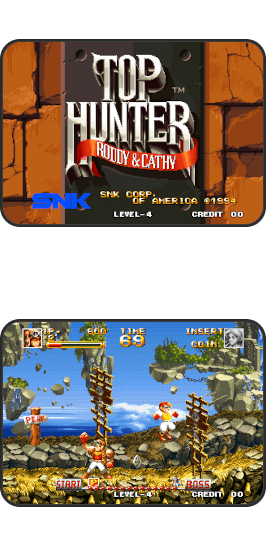 TOP
HUNTER
RODDY & CATHY
TM
SNK
SNK CORP.
OF AMERICA ©1994
LEVEL-4 CREDIT 00
TIME INSERT
69 COIN
START BOSS
LEVEL-4 CREDIT 00